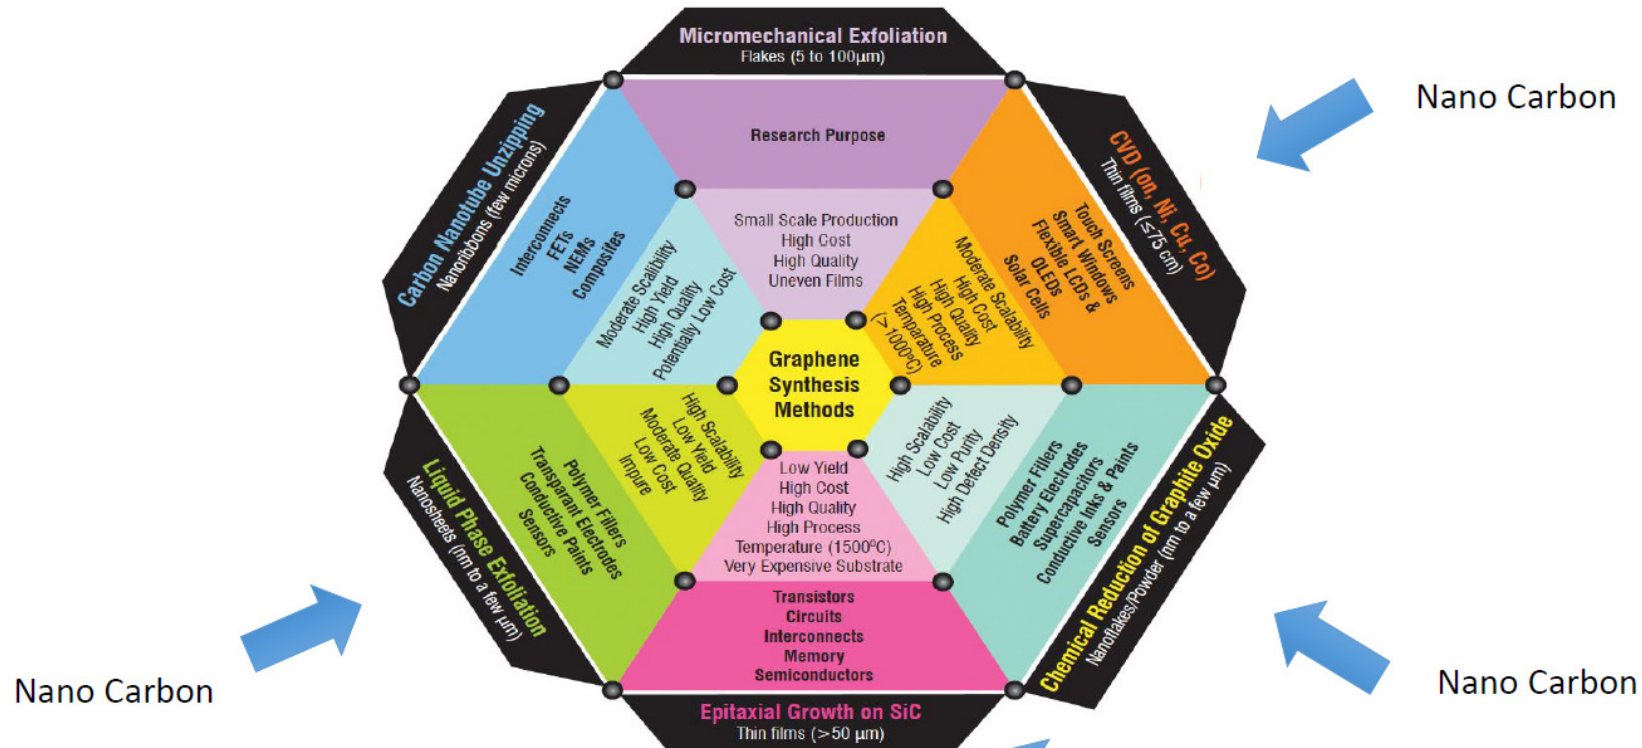 Micromechanical Exfoliation
Flakes (5 to 100µm)
Research Purpose
Small Scale Production
High Cost
High Quality
Uneven Films
Nano Carbon
CVD (on, Ni, Cu, Co)
Thin films (≤75 cm)
Touch Screens
Smart Windows
Flexible LCDs &
OLEDs
Solar Cells
Moderate Scalability
High Cost
High Quality
High Process
Temparature
(>1000ºC)
Carbon Nanotube Unzipping
Nanoribbons (few microns)
Interconnects
FETs
NEMs
Composites
Moderate Scalibility
High Yield
High Quality
Potentially Low Cost
Graphene
Synthesis
Methods
Liquid Phase Exfoliation
Nanosheets (nm to a few µm)
Polymer Fillers
Transparant Electrodes
Conductive Paints
Sensors
High Scalability
Low Yield
Moderate Quality
Low Cost
Impure
Nano Carbon
High Scalability
Low Cost
Low Purity
High Defect Density
Polymer Fillers
Battery Electrodes
Supercapacitors
Conductive Inks & Paints
Sensors
Chemical Reduction of Graphite Oxide
Nanoflakes/Powder (nm to a few µm)
Nano Carbon
Low Yield
High Cost
High Quality
High Process
Temperature (1500ºC)
Very Expensive Substrate
Transistors
Circuits
Interconnects
Memory
Semiconductors
Epitaxial Growth on SiC
Thin films (>50 µm)